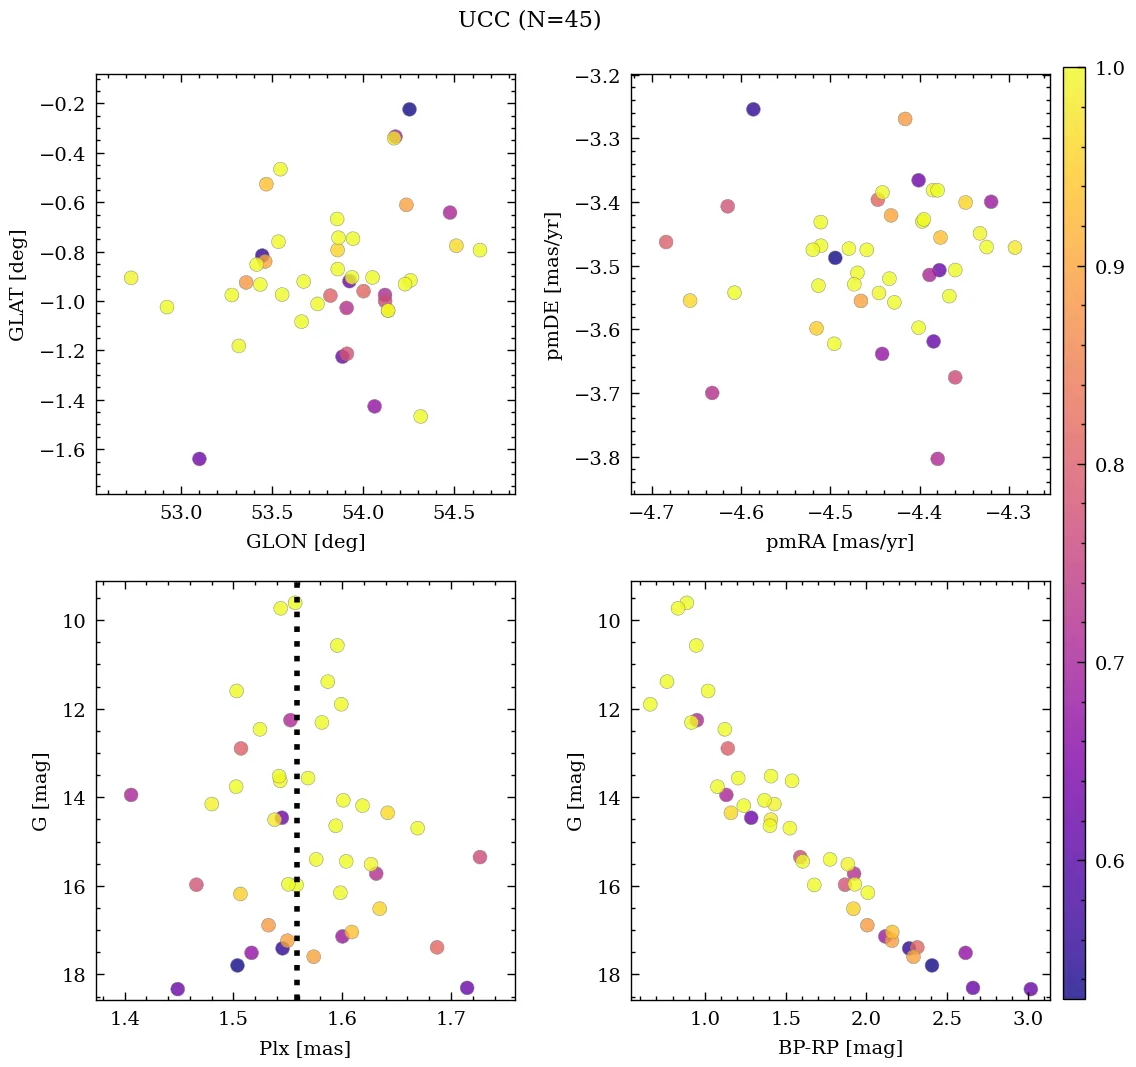 UCC (N=45)
−0.2
−0.4
−0.6
−0.8
−1.0
−1.2
−1.4
−1.6
GLAT [deg]
53.0 53.5 54.0 54.5
GLON [deg]
−3.2
−3.3
−3.4
−3.5
−3.6
−3.7
−3.8
pmDE [mas/yr]
−4.7 −4.6 −4.5 −4.4 −4.3
pmRA [mas/yr]
10
12
14
16
18
G [mag]
1.4 1.5 1.6 1.7
Plx [mas]
10
12
14
16
18
G [mag]
1.0 1.5 2.0 2.5 3.0
BP-RP [mag]
1.0
0.9
0.8
0.7
0.6